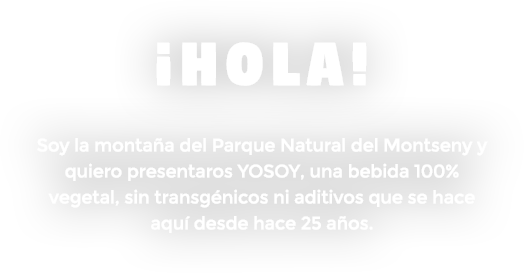 ¡HOLA!
Soy la montaña del Parque Natural del Montseny y
quiero presentaros YOSOY, una bebida 100%
vegetal, sin transgénicos ni aditivos que se hace
aquí desde hace 25 años.